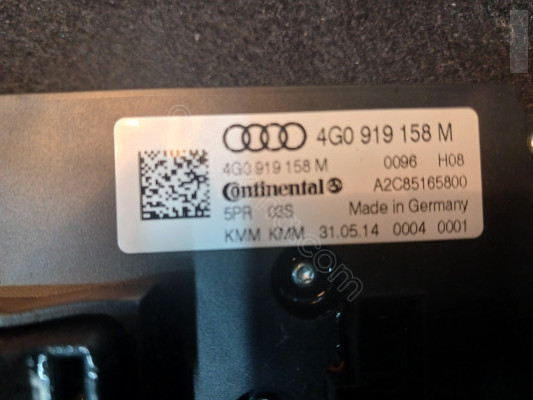 4G0 919 158 M
4G0 919 158 M 0096 H08
Continental A2C85165800
5PR 03S Made in Germany
KMM KMM 31.05.14 0004 0001